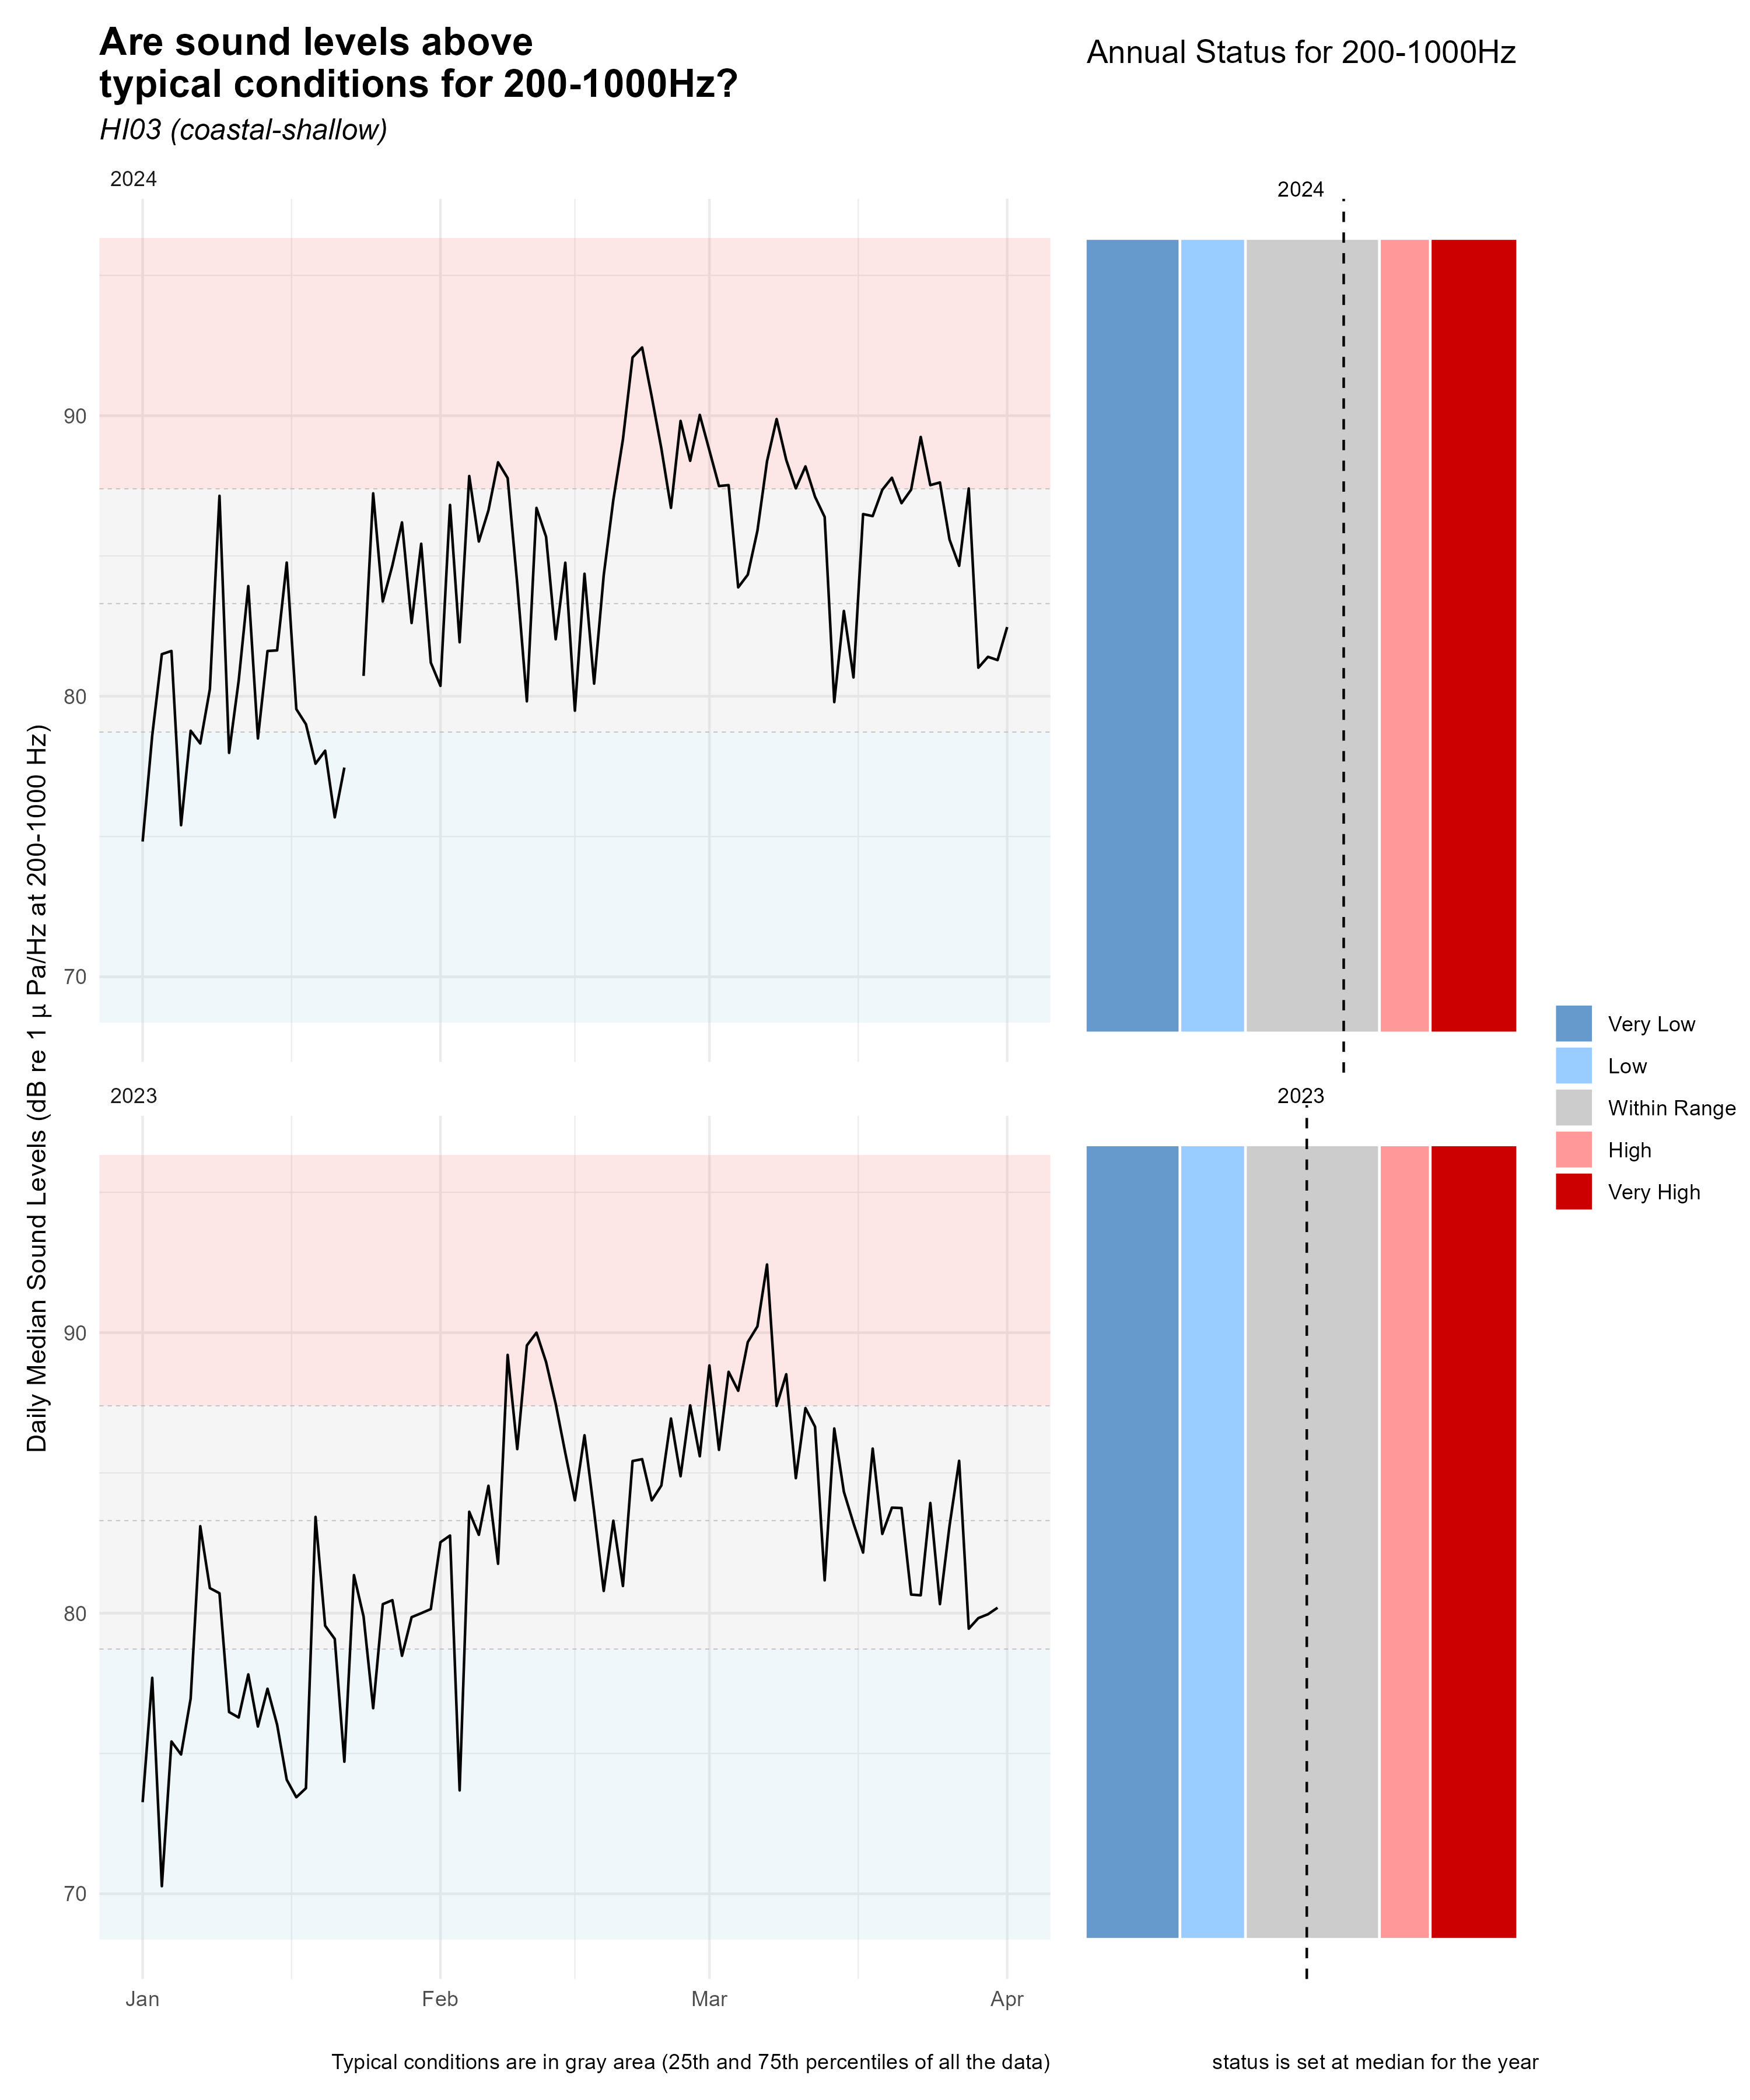 Are sound levels above
typical conditions for 200-1000Hz?
HI03 (coastal-shallow)
Annual Status for 200-1000Hz
2024
2024
90
80
70
Daily Median Sound Levels (dB re 1 μ Pa/Hz at 200-1000 Hz)
Very Low
Low
Within Range
High
Very High
2023
2023
90
80
70
Jan Feb Mar Apr
Typical conditions are in gray area (25th and 75th percentiles of all the data)
status is set at median for the year